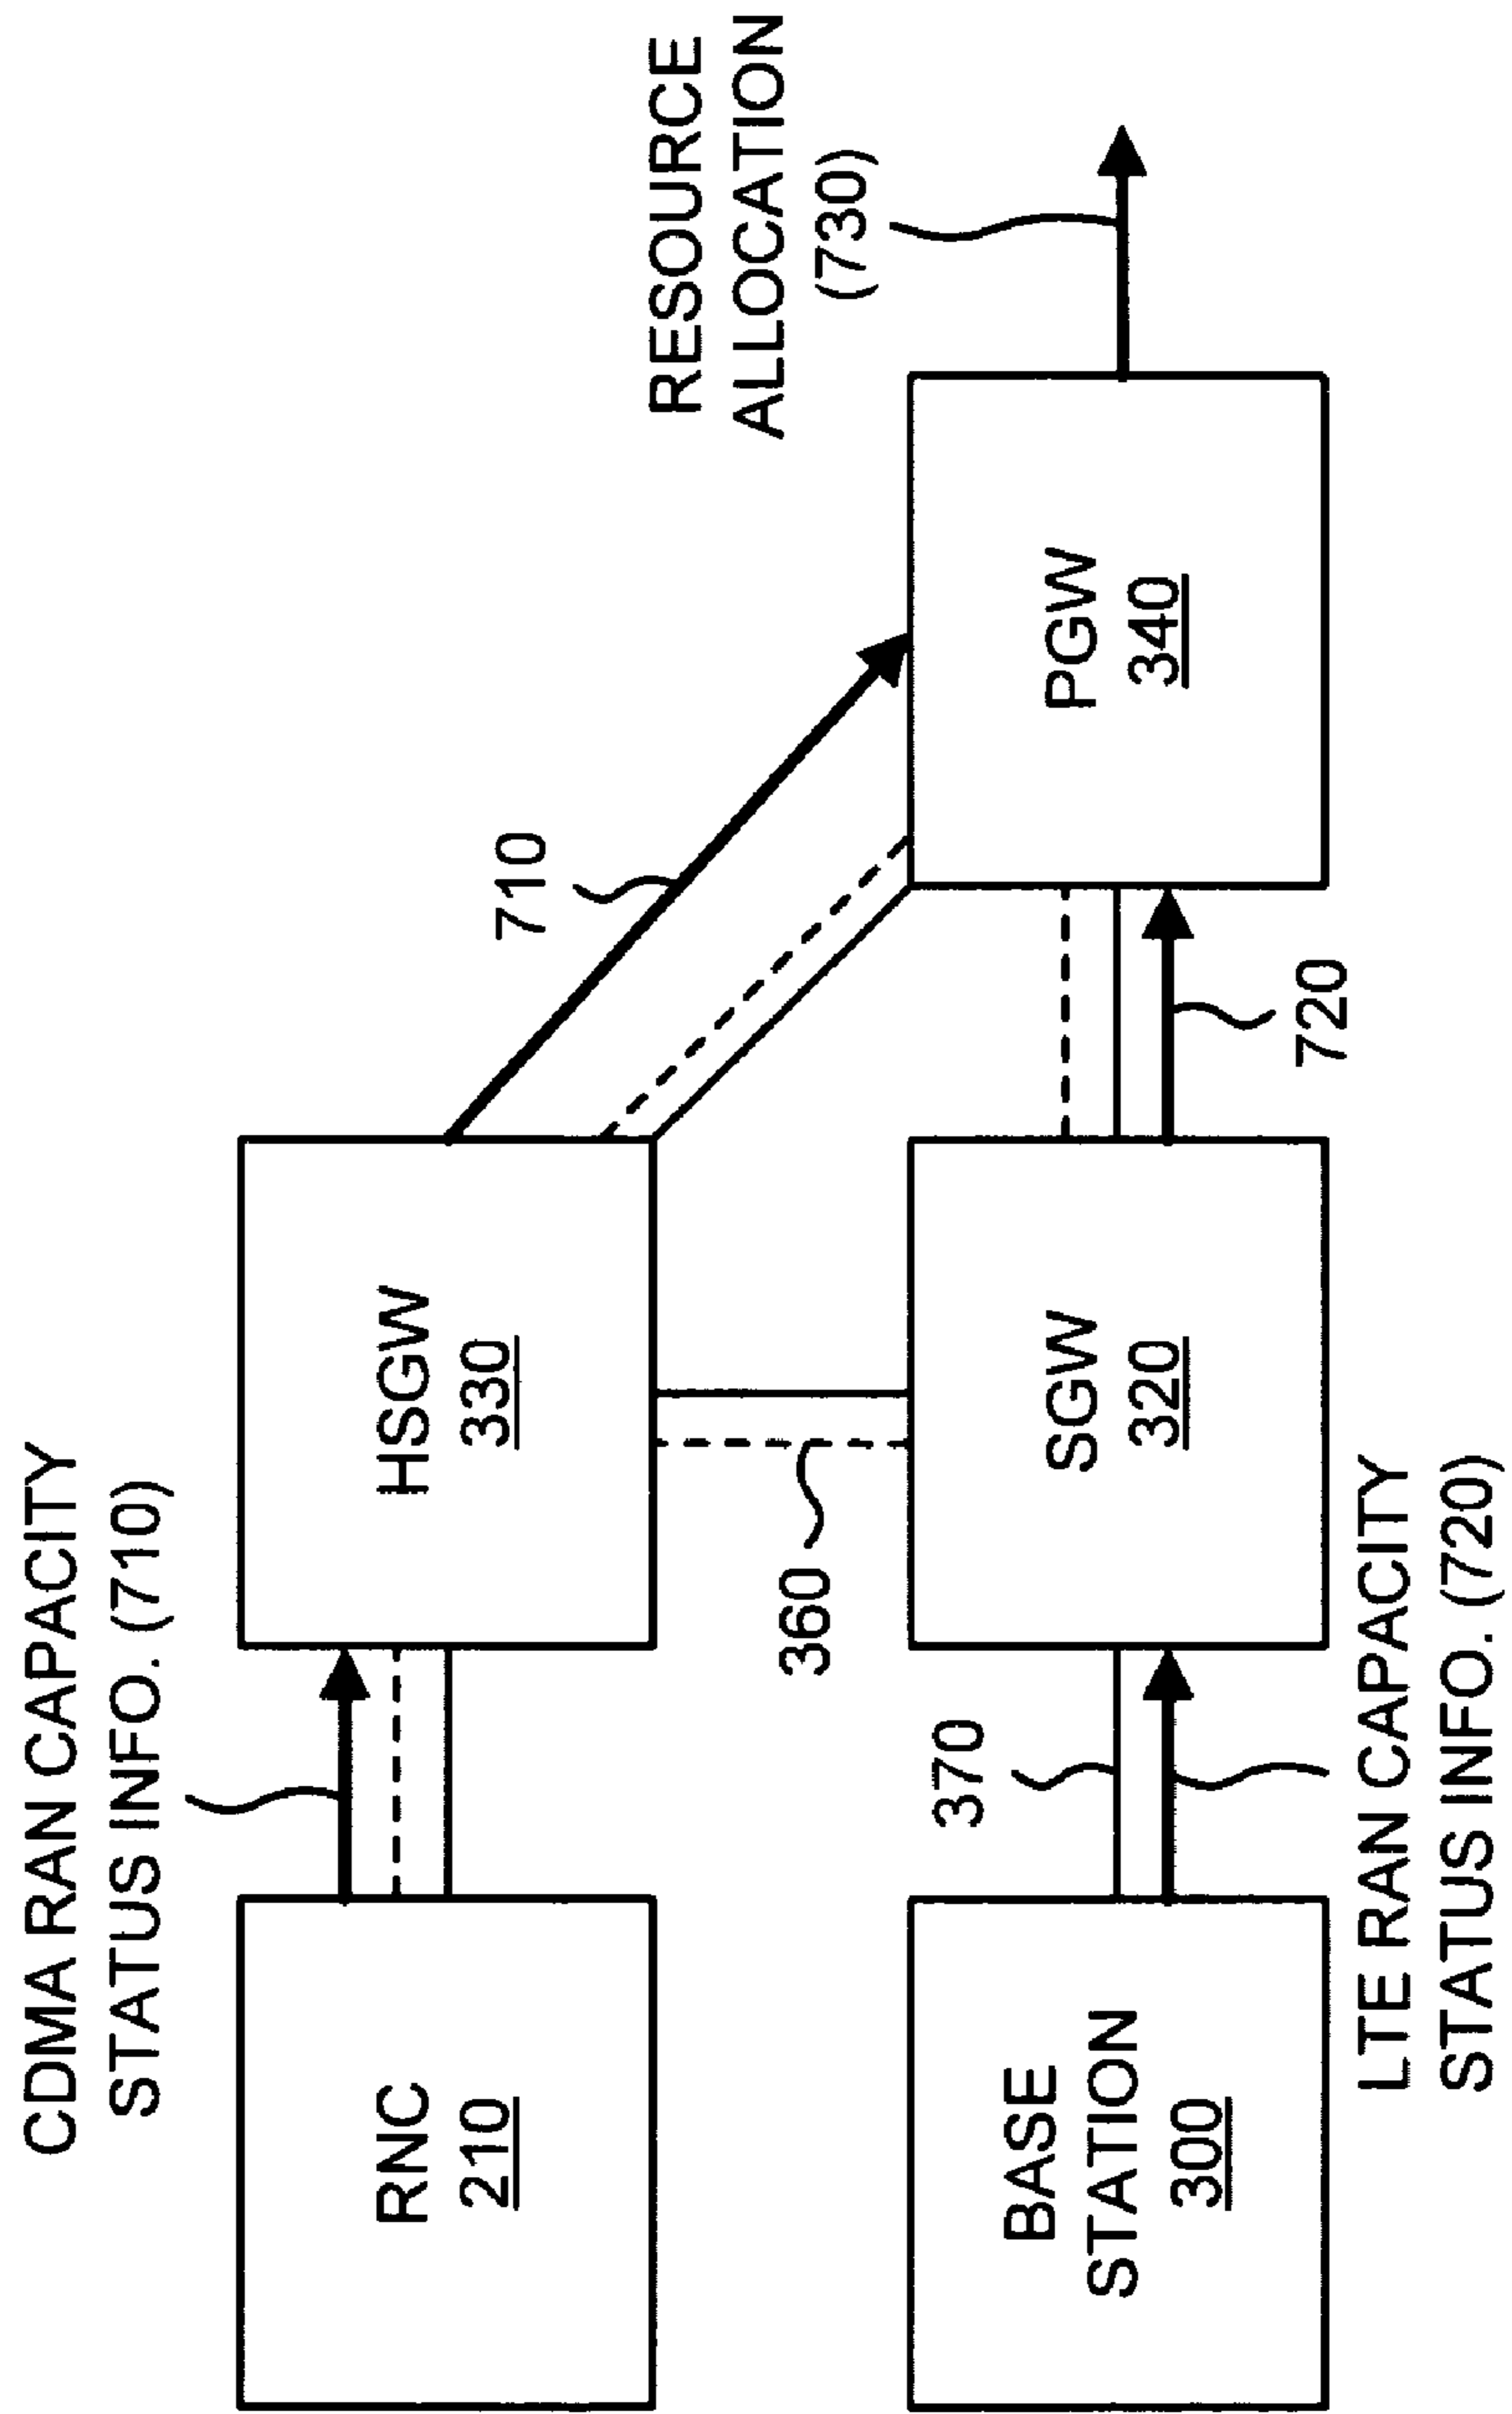 CDMA RAN CAPACITY
STATUS INFO. (710)
RNC
210
HSGW
330
710
RESOURCE
ALLOCATION
(730)
360
370
BASE
STATION
300
SGW
320
PGW
340
720
LTE RAN CAPACITY
STATUS INFO. (720)